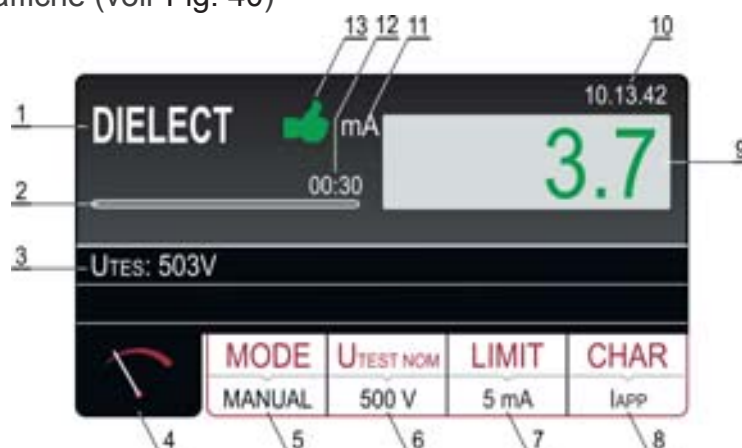 affiche (voir Fig. 40)
13 12 11 10
10.13.42
1 DIELECT mA
3.7 9
00:30
2
3 UTES: 503V
MODE UTEST NOM LIMIT CHAR
MANUAL 500 V 5 mA IAPP
4 5 6 7 8